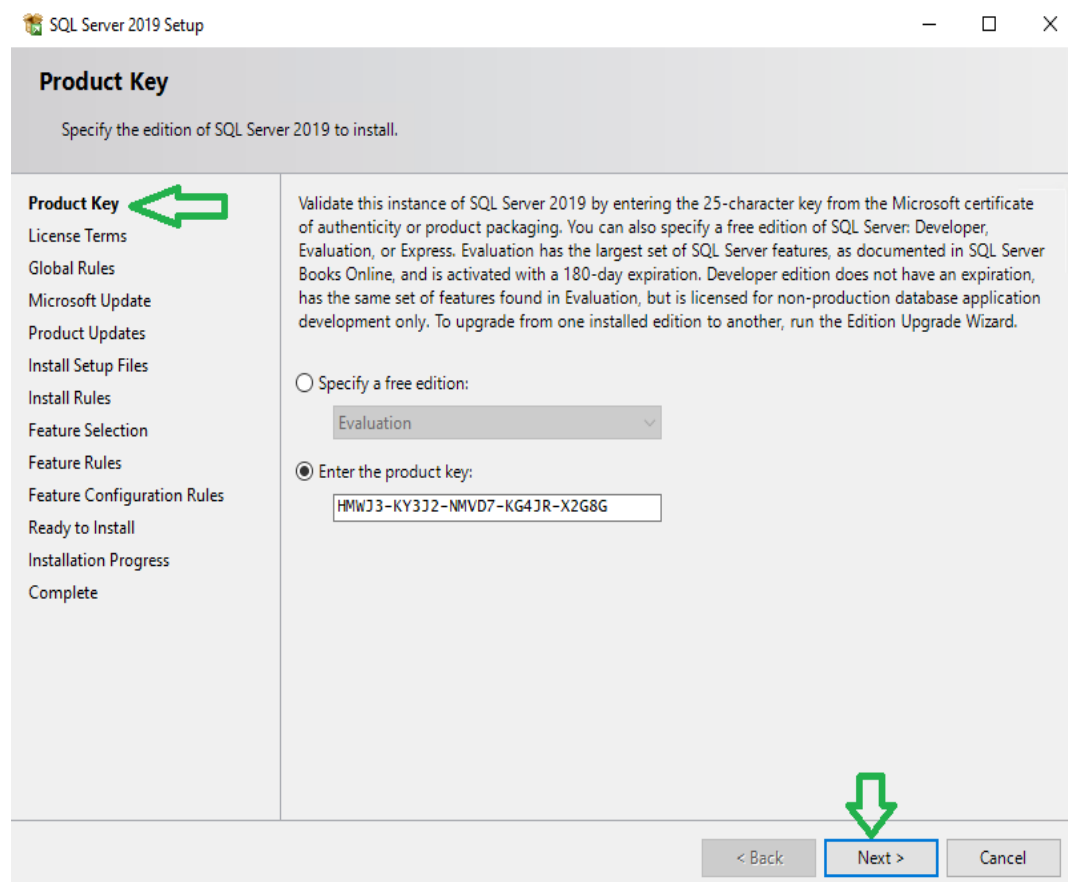 SQL Server 2019 Setup
Product Key
Specify the edition of SQL Server 2019 to install.
Product Key
License Terms
Global Rules
Microsoft Update
Product Updates
Install Setup Files
Install Rules
Feature Selection
Feature Rules
Feature Configuration Rules
Ready to Install
Installation Progress
Complete
Validate this instance of SQL Server 2019 by entering the 25-character key from the Microsoft certificate
of authenticity or product packaging. You can also specify a free edition of SQL Server: Developer,
Evaluation, or Express. Evaluation has the largest set of SQL Server features, as documented in SQL Server
Books Online, and is activated with a 180-day expiration. Developer edition does not have an expiration,
has the same set of features found in Evaluation, but is licensed for non-production database application
development only. To upgrade from one installed edition to another, run the Edition Upgrade Wizard.
Specify a free edition:
Evaluation
Enter the product key:
HMWJ3-KY3J2-NMVD7-KG4JR-X2G8G
< Back
Next >
Cancel